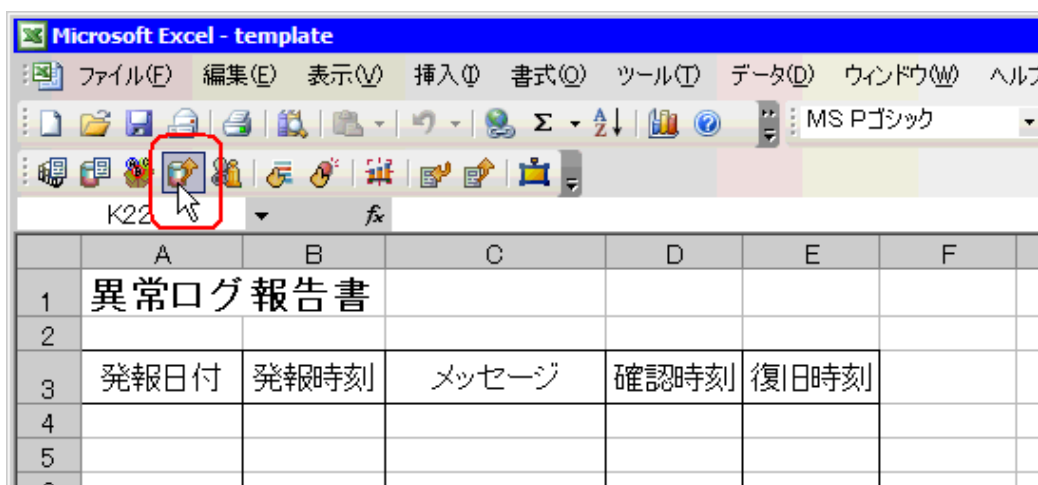 Microsoft Excel - template
ファイル(F) 編集(E) 表示(V) 挿入(I) 書式(O) ツール(T) データ(D) ウィンドウ(W) ヘル
Σ A Z MS Pゴシック
K22 fx
A B C D E F
1 異常ログ報告書
2
3 発報日付 発報時刻 メッセージ 確認時刻 復旧時刻
4
5